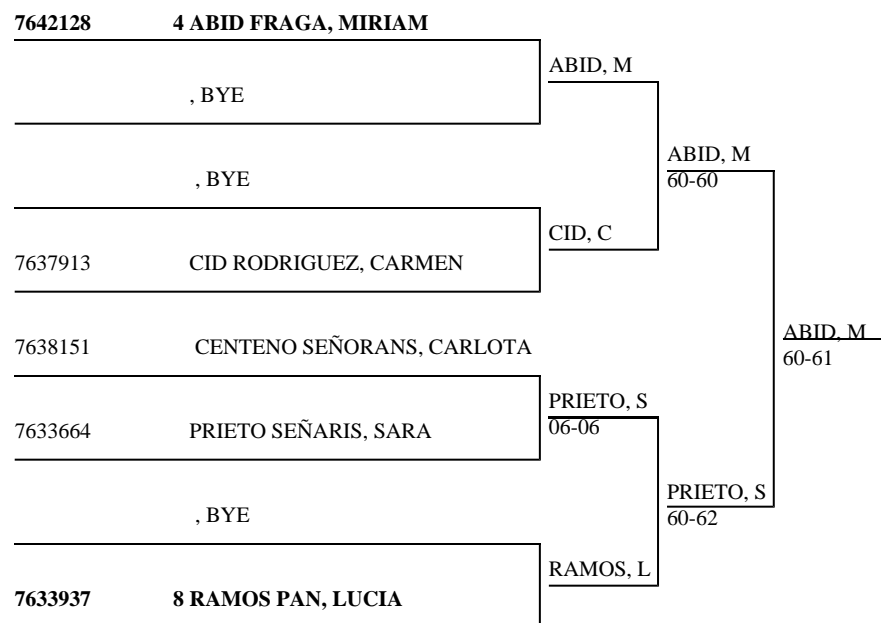 7642128 4 ABID FRAGA, MIRIAM
ABID, M
, BYE
ABID, M
60-60
, BYE
CID, C
7637913 CID RODRIGUEZ, CARMEN
ABID, M
60-61
7638151 CENTENO SEÑORANS, CARLOTA
PRIETO, S
06-06
7633664 PRIETO SEÑARIS, SARA
PRIETO, S
60-62
, BYE
RAMOS, L
7633937 8 RAMOS PAN, LUCIA